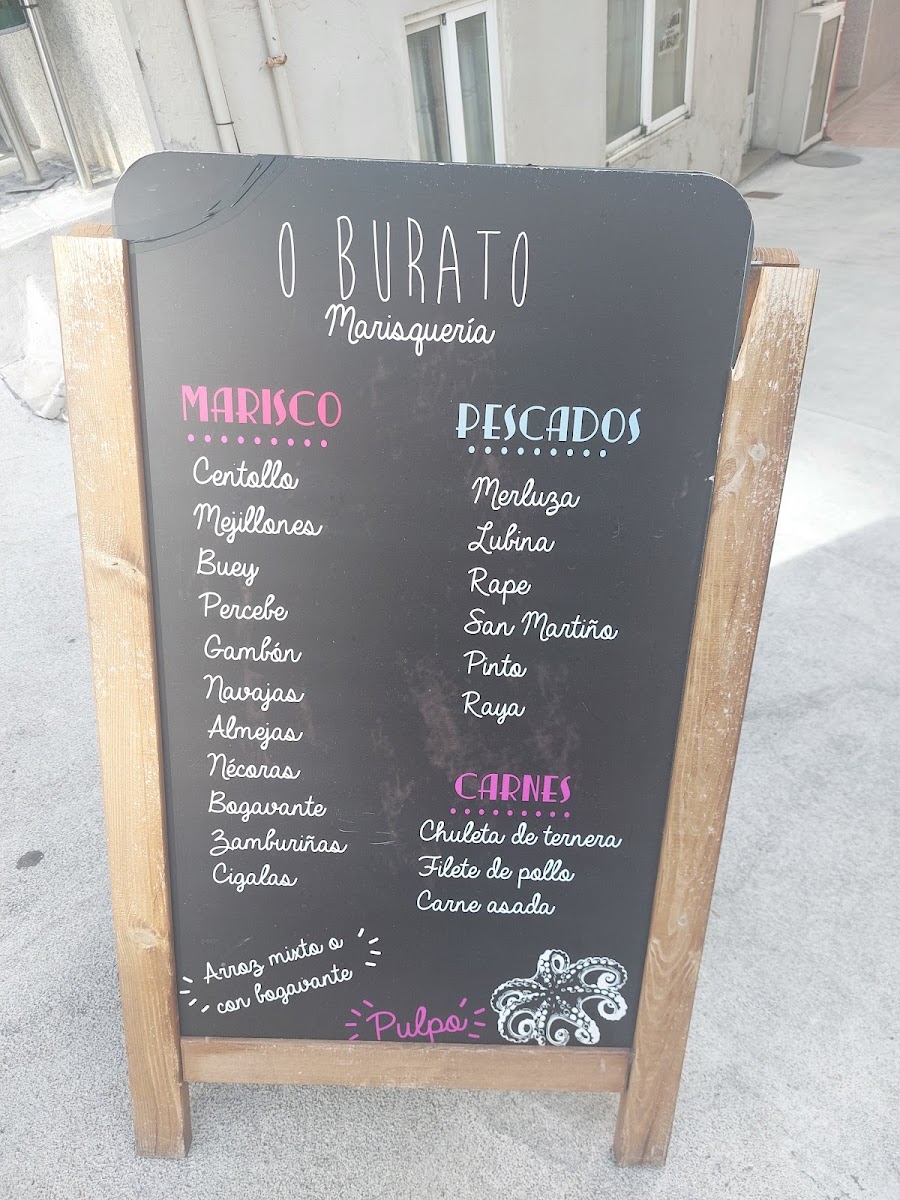 O BURATO
Marisquería
MARISCO
Centollo
Mejillones
Buey
Percebe
Gambón
Navajas
Almejas
Nécoras
Bogavante
Zamburiñas
Cigalas
PESCADOS
Merluza
Lubina
Rape
San Martiño
Pinto
Raya
CARNES
Chuleta de ternera
Filete de pollo
Carne asada
Arroz mixto o
con bogavante
Pulpo